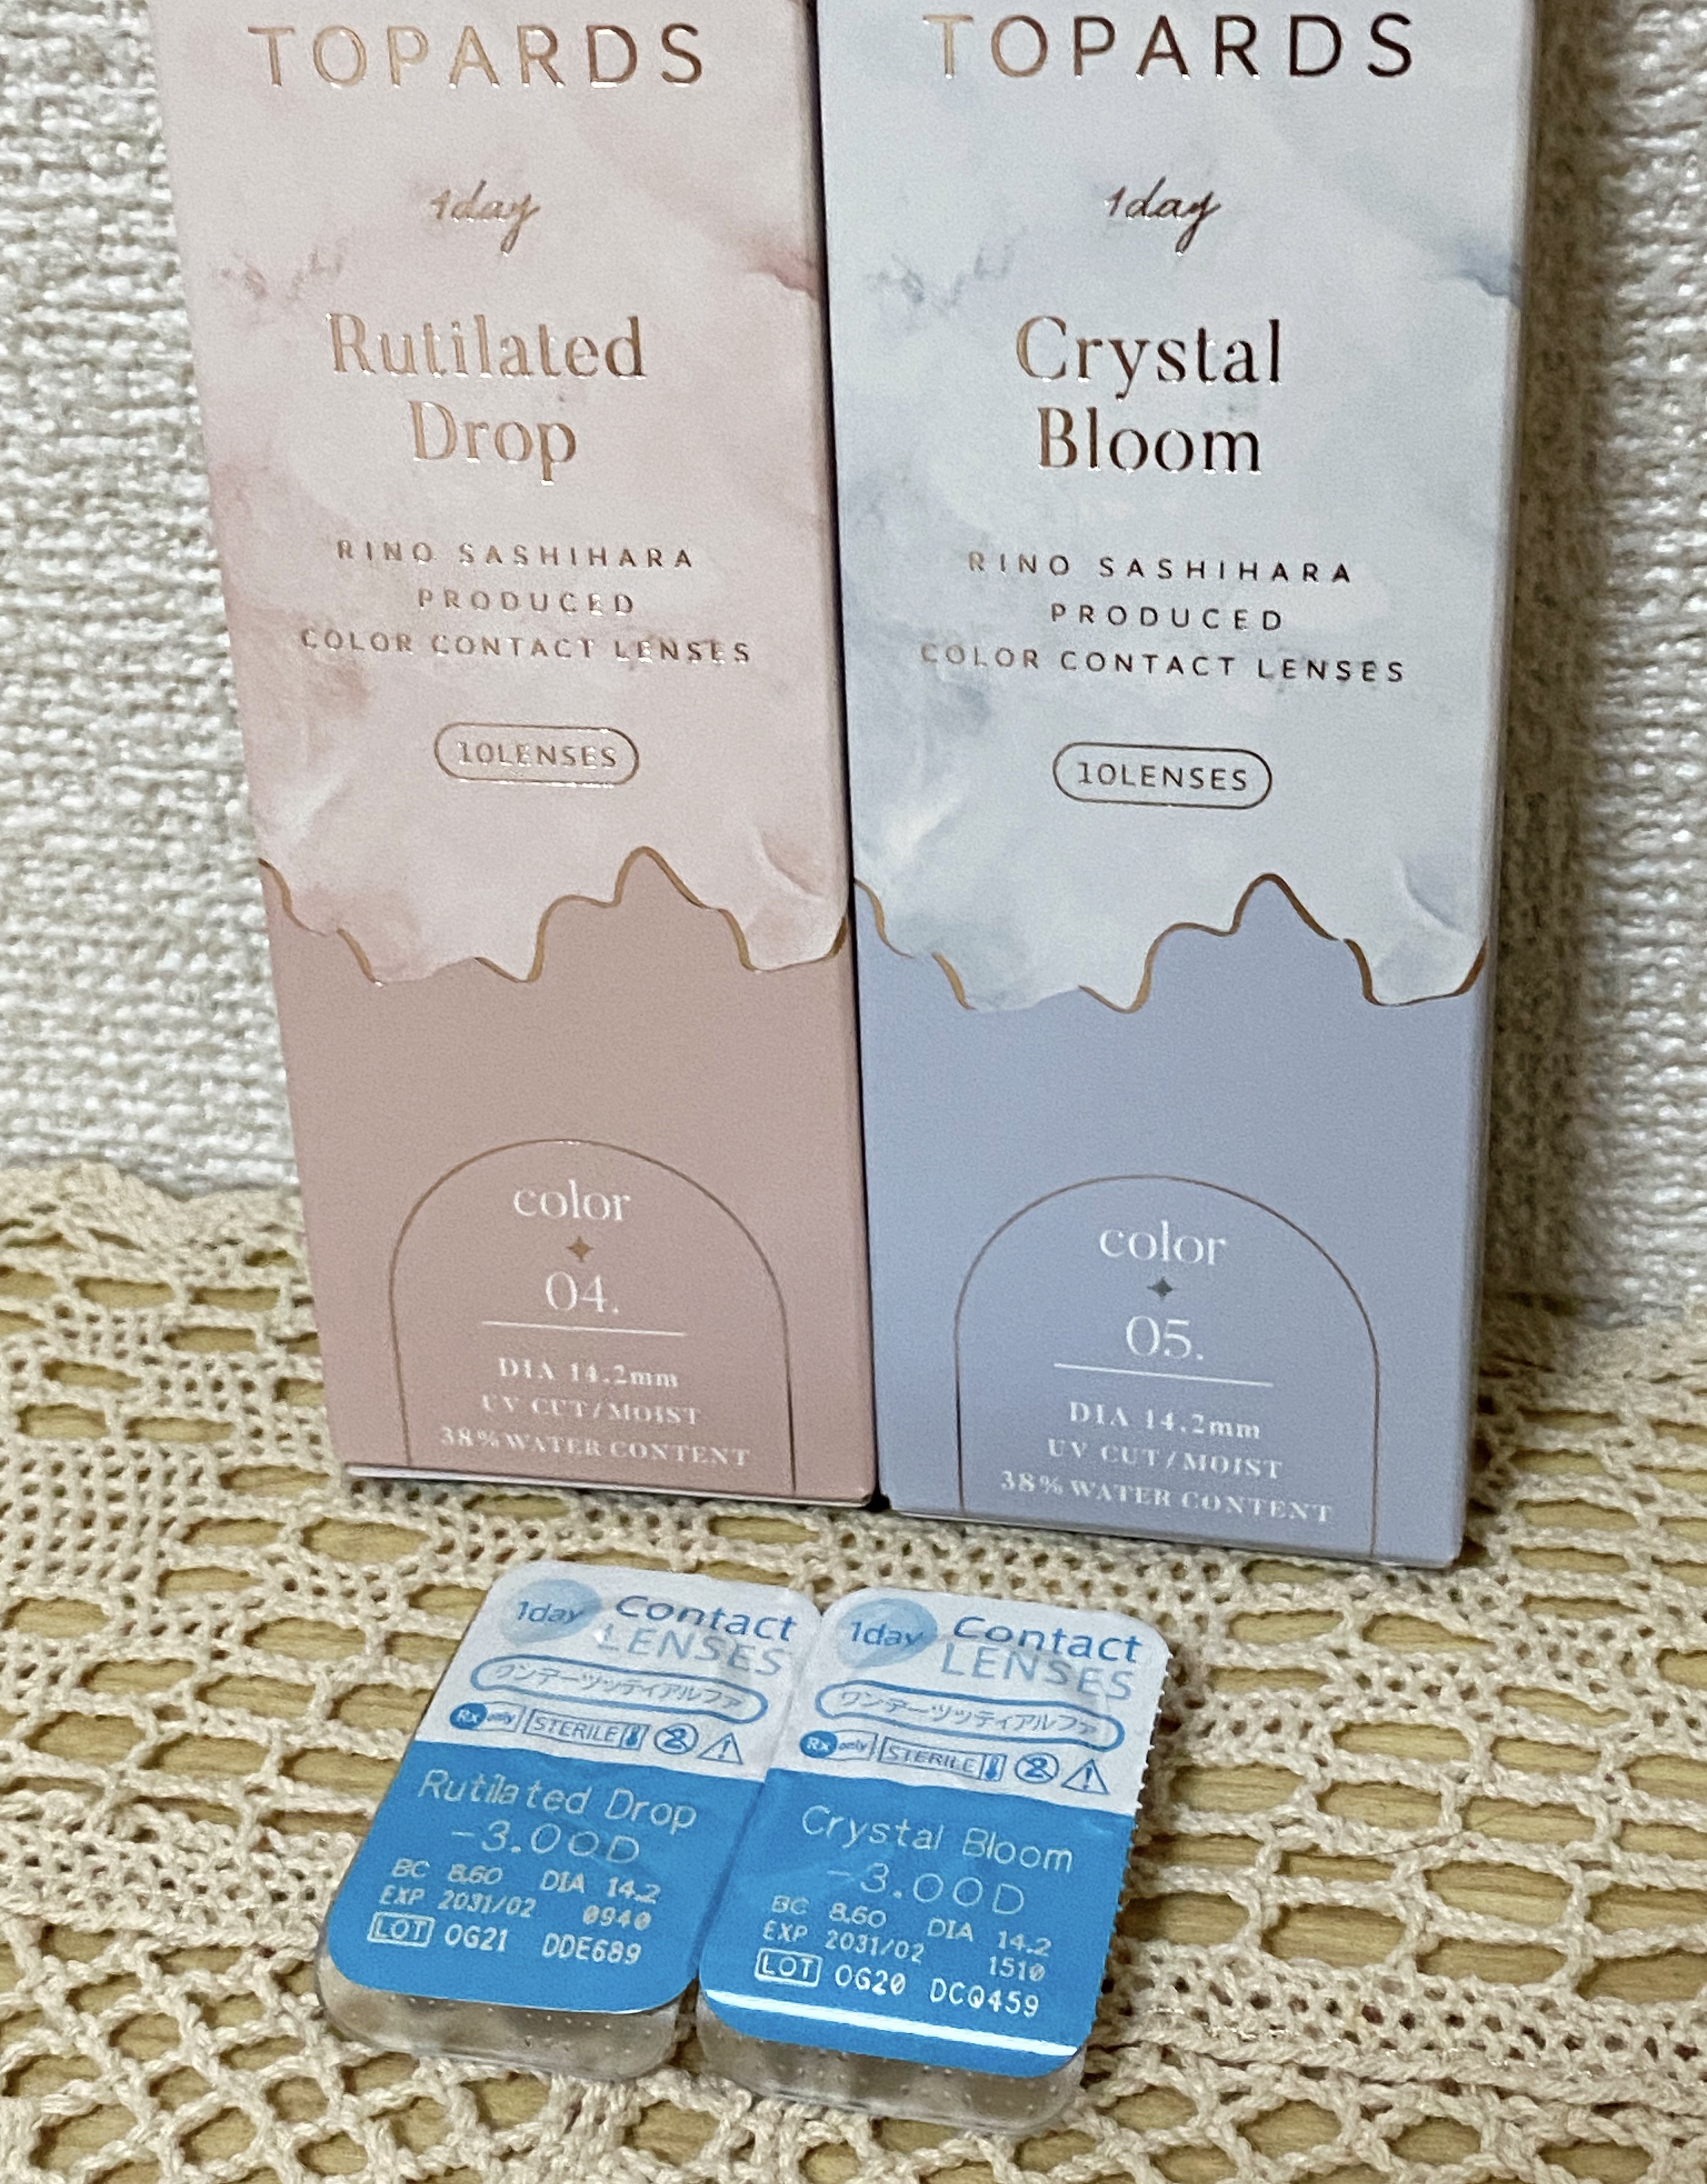 TOPARDS
1day
Rutilated
Drop
RINO SASHIHARA
PRODUCED
COLOR CONTACT LENSES
10LENSES
color
04.
DIA 14.2mm
UV CUT/MOIST
38% WATER CONTENT
TOPARDS
1day
Crystal
Bloom
RINO SASHIHARA
PRODUCED
COLOR CONTACT LENSES
10LENSES
color
05.
DIA 14.2mm
UV CUT/MOIST
38% WATER CONTENT
1day Contact
LENSES
ワンデーツッティアルファ
Rx only STERILE
Rutilated Drop
-3.00D
BC 8.60 DIA 14.2
EXP 2031/02 0940
LOT OG21 DDE689
1day Contact
LENSES
ワンデーツッティアルファ
Rx only STERILE
Crystal Bloom
-3.00D
BC 8.60 DIA 14.2
EXP 2031/02 1510
LOT OG20 DCQ459